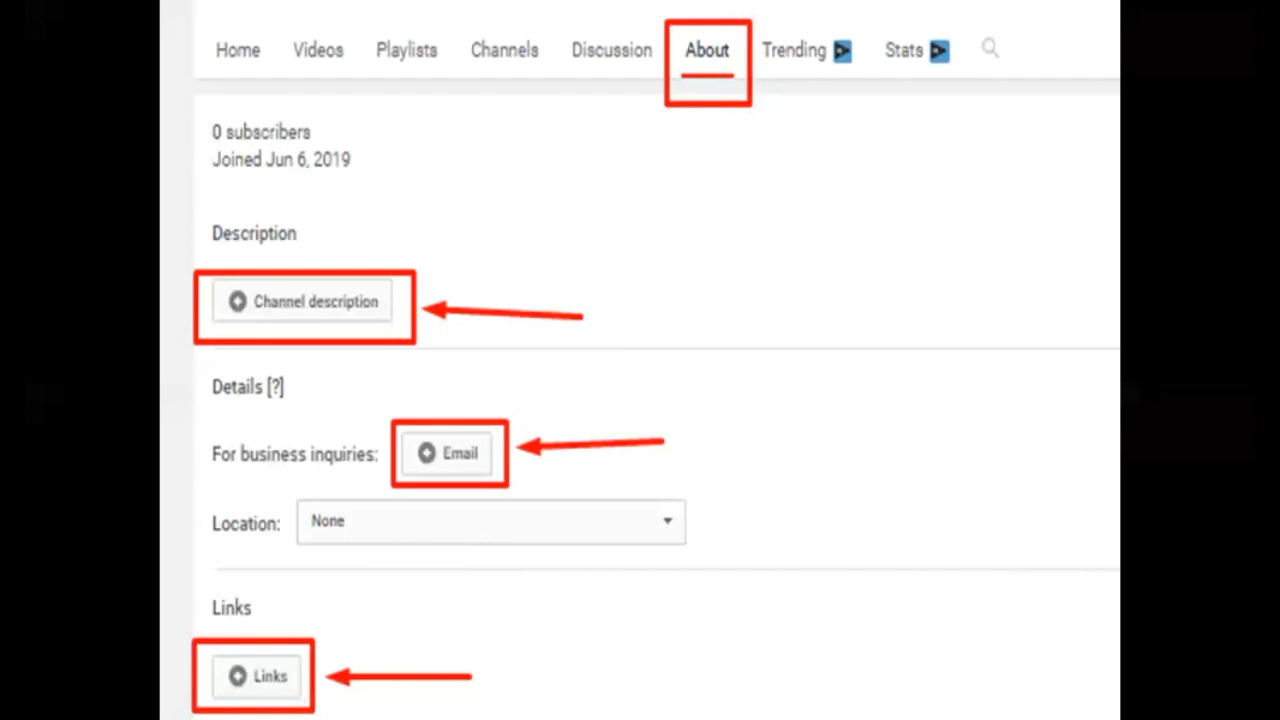 Home Videos Playlists Channels Discussion About Trending Stats
0 subscribers
Joined Jun 6, 2019
Description
Channel description
Details [?]
For business inquiries: Email
Location: None
Links
Links